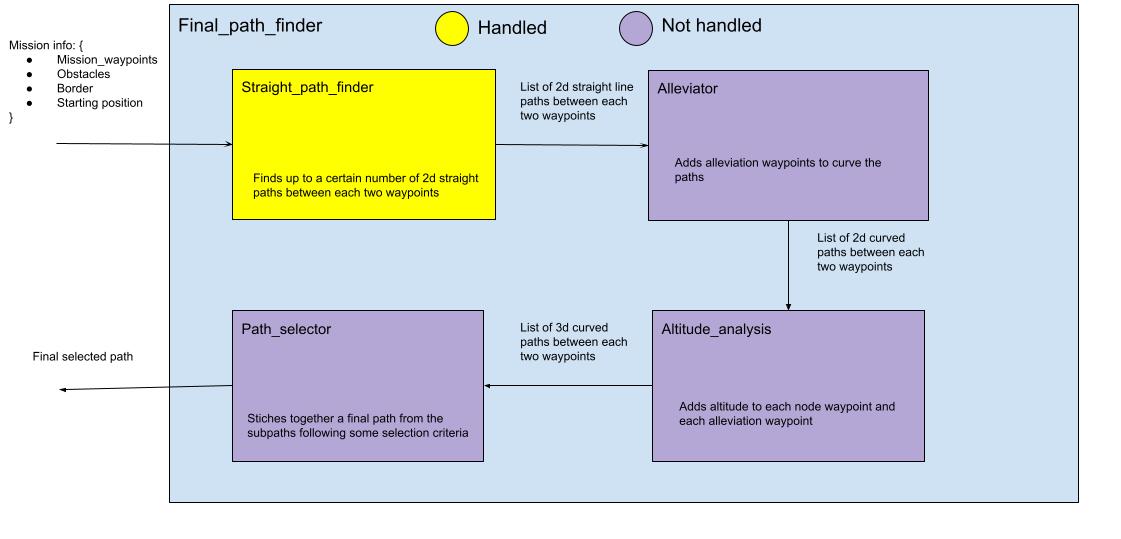 Final_path_finder
Handled
Not handled
Mission info: {
● Mission_waypoints
● Obstacles
● Border
● Starting position
}
Straight_path_finder
Finds up to a certain number of 2d straight
paths between each two waypoints
List of 2d straight line
paths between each
two waypoints
Alleviator
Adds alleviation waypoints to curve the
paths
List of 2d curved
paths between each
two waypoints
Altitude_analysis
Adds altitude to each node waypoint and
each alleviation waypoint
List of 3d curved
paths between each
two waypoints
Path_selector
Stiches together a final path from the
subpaths following some selection criteria
Final selected path